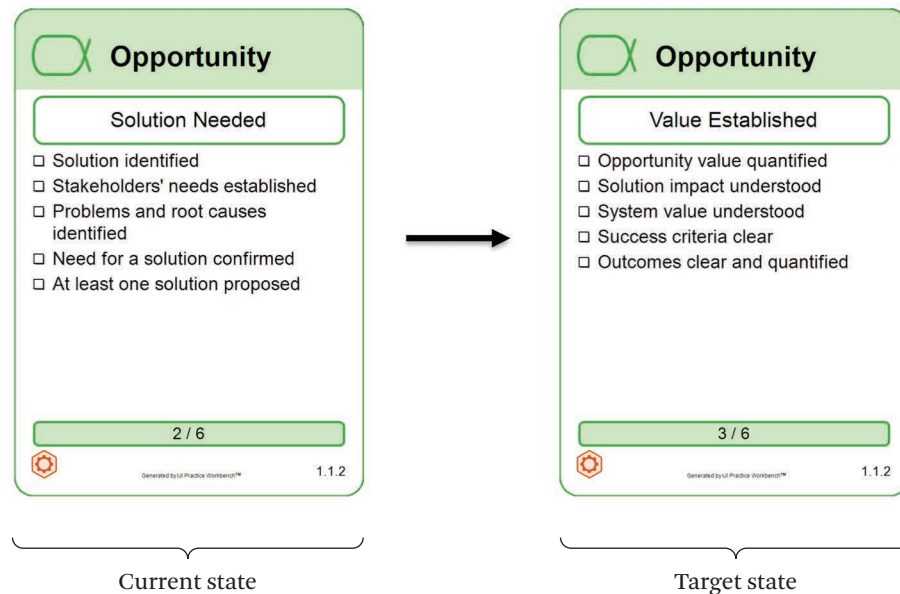 Opportunity
Solution Needed
Solution identified
Stakeholders' needs established
Problems and root causes
identified
Need for a solution confirmed
At least one solution proposed
2 / 6
Generated by IJI Practice Workbench™
1.1.2
Current state
Opportunity
Value Established
Opportunity value quantified
Solution impact understood
System value understood
Success criteria clear
Outcomes clear and quantified
3 / 6
Generated by IJI Practice Workbench™
1.1.2
Target state